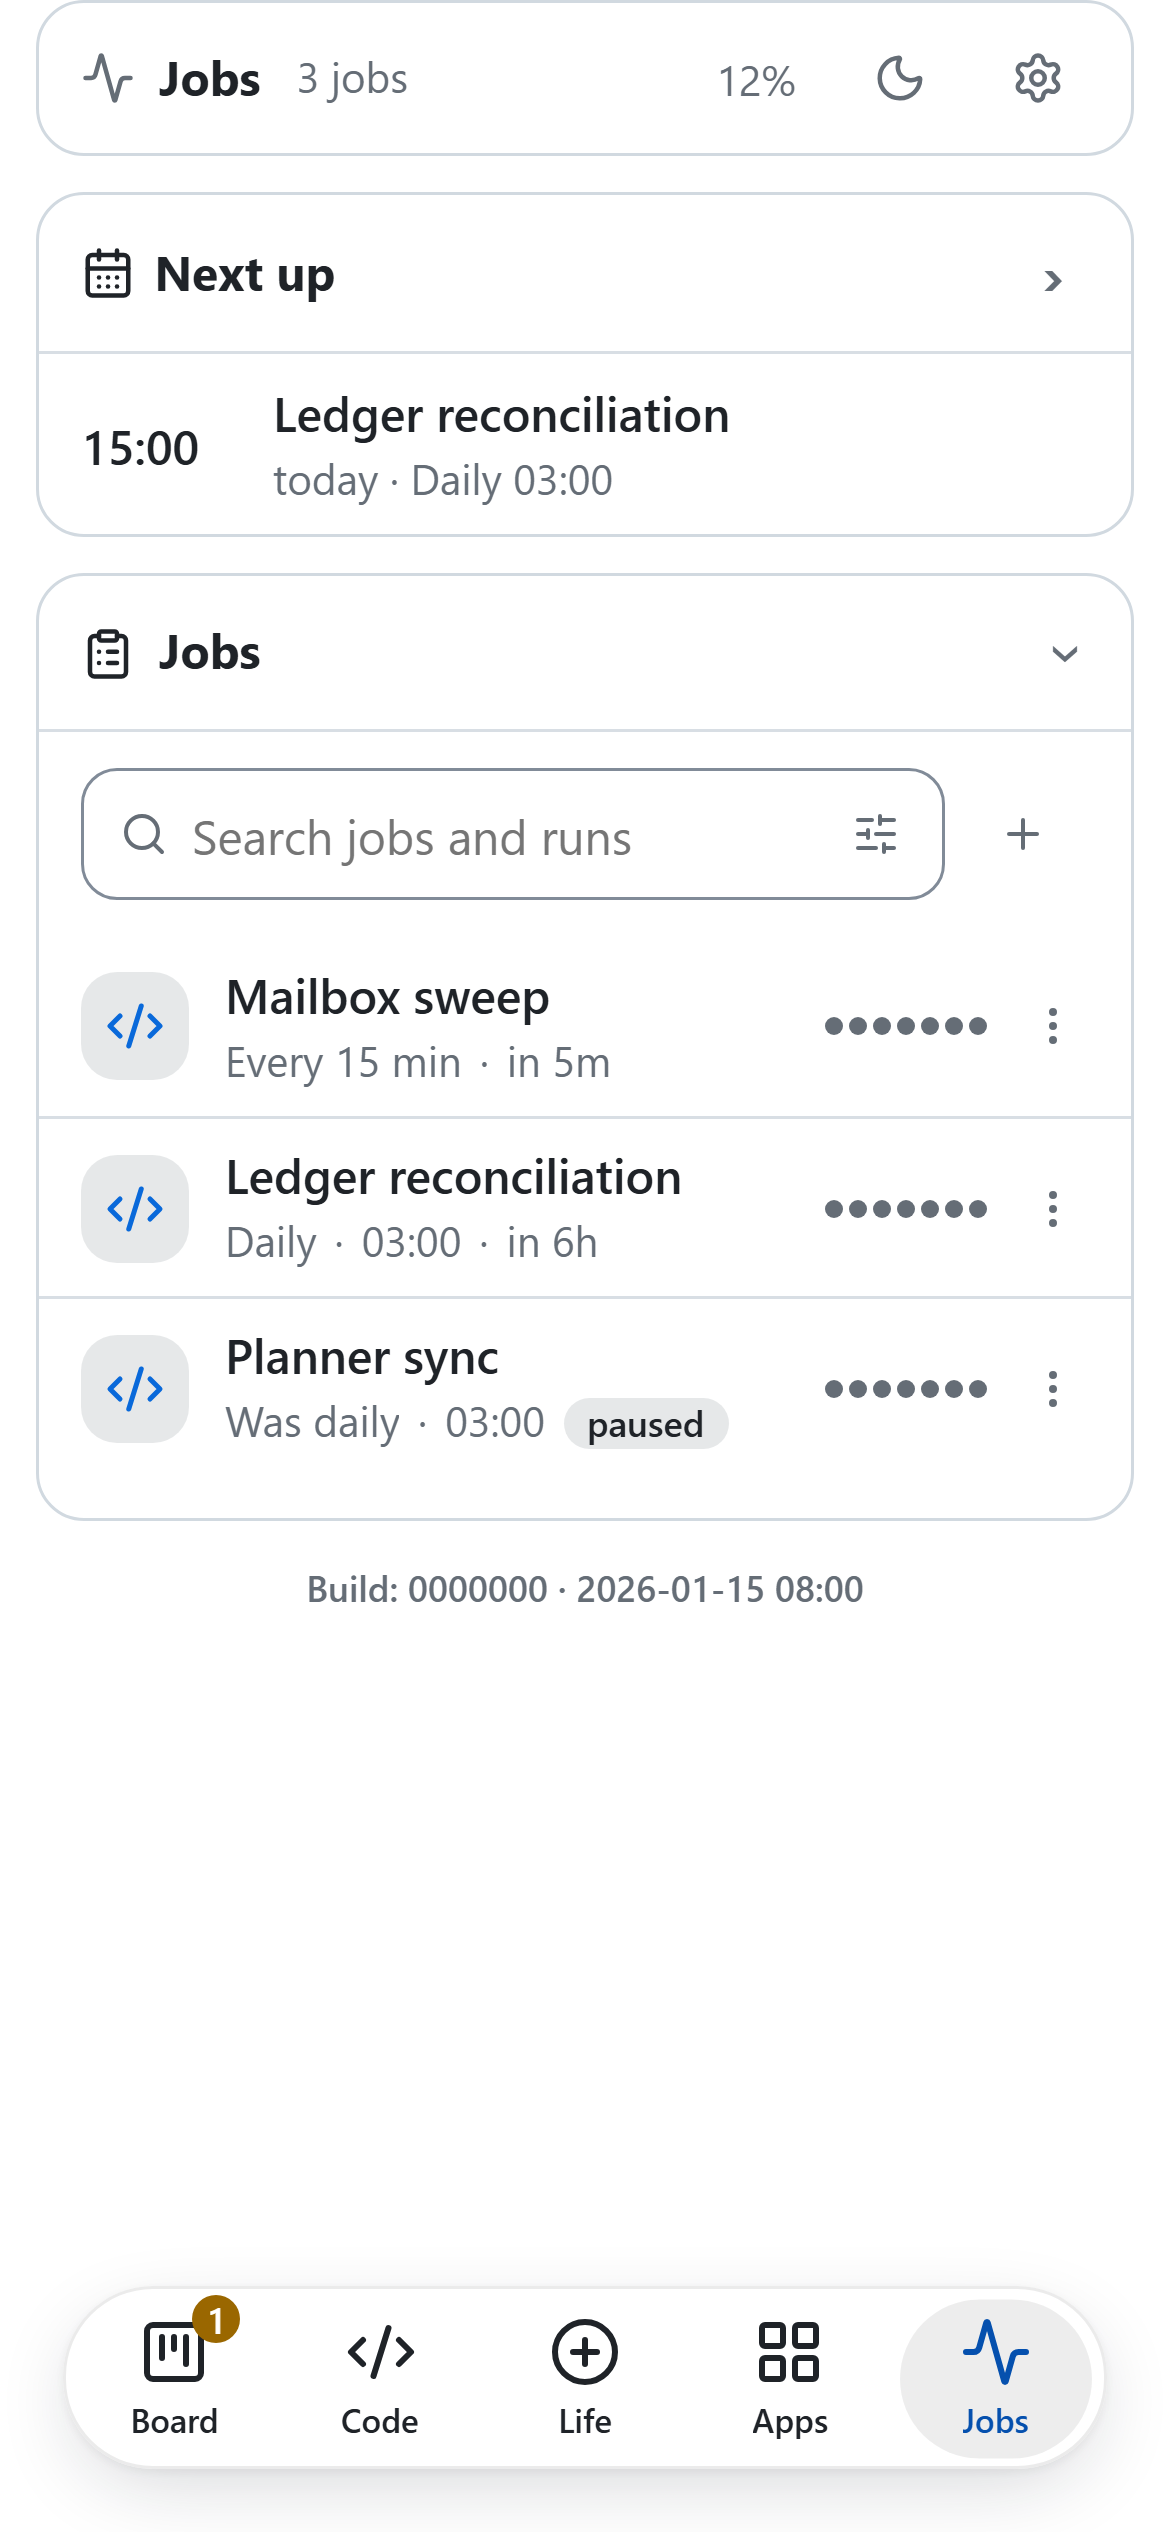 Jobs 3 jobs 12%
Next up
15:00
Ledger reconciliation
today · Daily 03:00
Jobs
Search jobs and runs
Mailbox sweep
Every 15 min · in 5m
Ledger reconciliation
Daily · 03:00 · in 6h
Planner sync
Was daily · 03:00 paused
Build: 0000000 · 2026-01-15 08:00
1
Board Code Life Apps Jobs